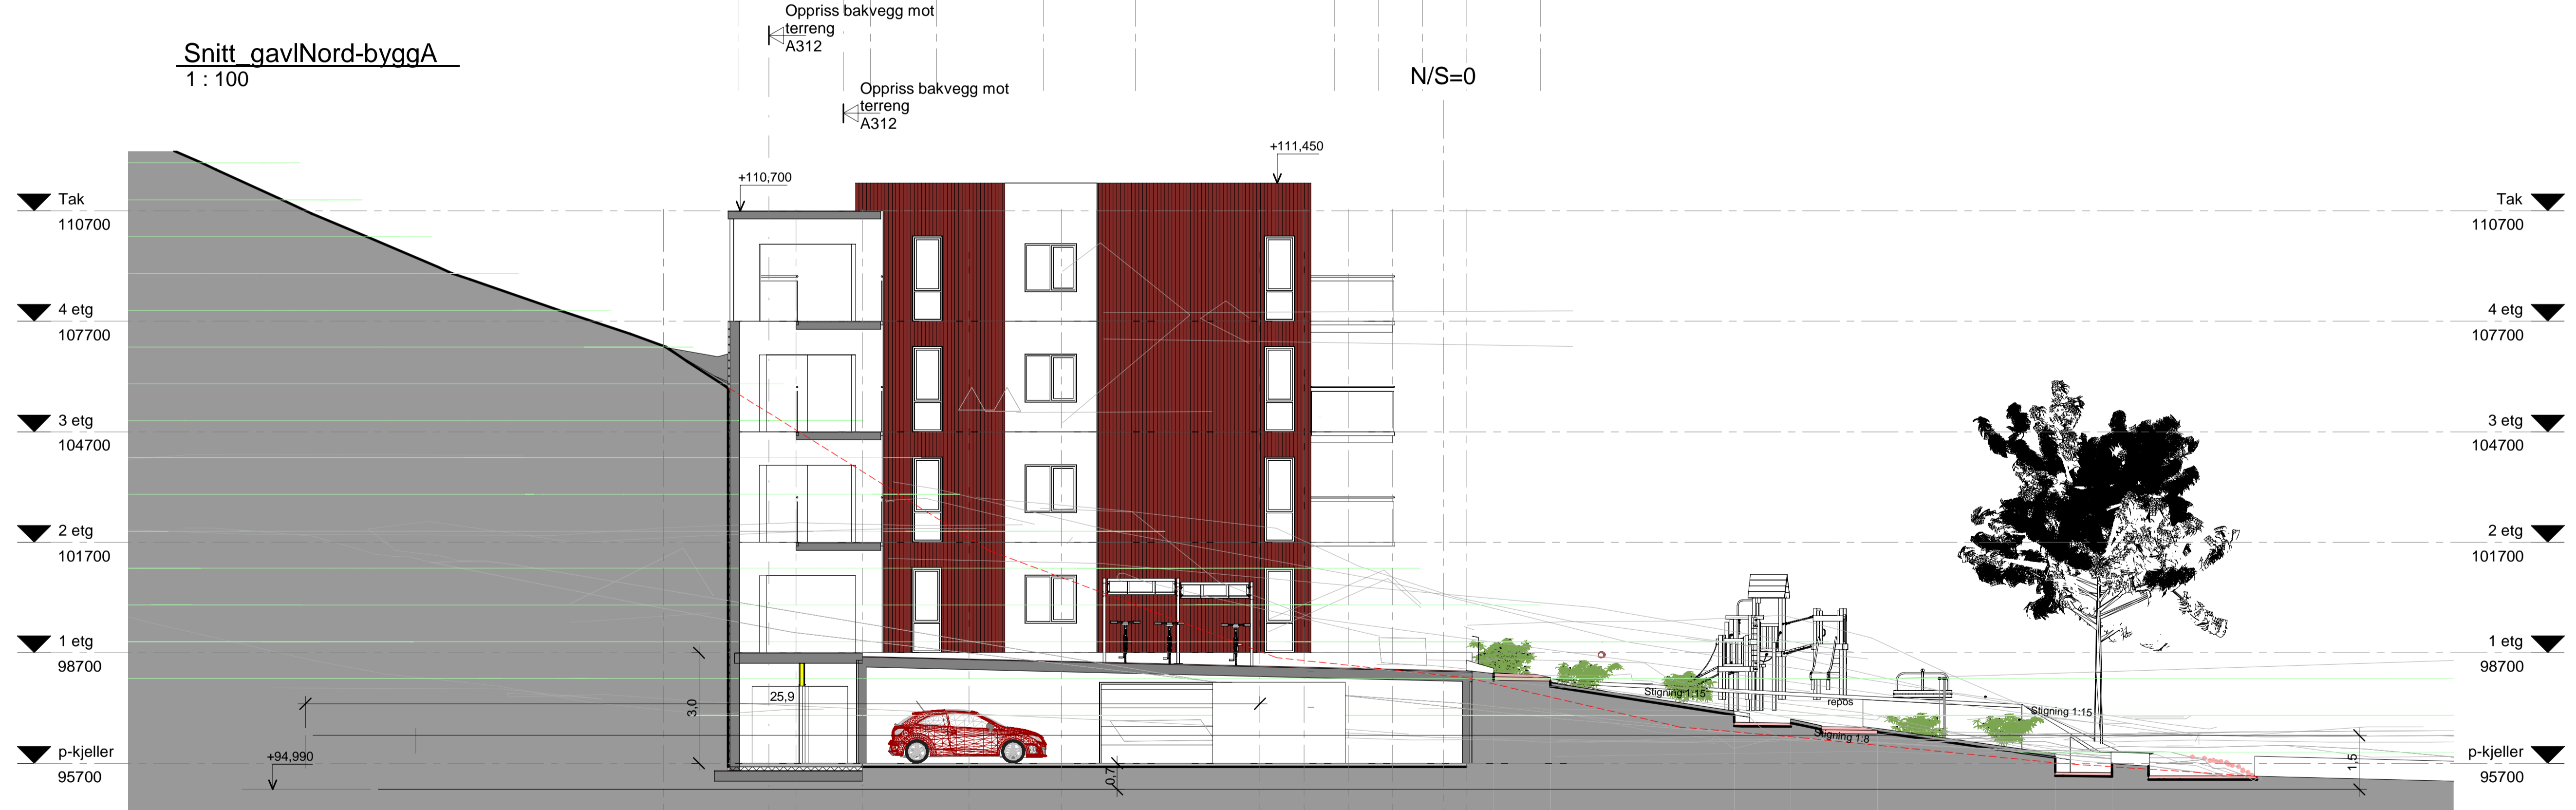 Snitt_gavlNord-byggA
1 : 100
Oppriss bakvegg mot
terreng
A312
Oppriss bakvegg mot
terreng
A312
N/S=0
+110,700
+111,450
Tak
110700
4 etg
107700
3 etg
104700
2 etg
101700
1 etg
98700
p-kjeller
95700
Tak
110700
4 etg
107700
3 etg
104700
2 etg
101700
1 etg
98700
p-kjeller
95700
3,0
25,9
+94,990
0,7
Stigning 1:15
repos
Stigning 1:15
Stigning 1:8
1,5